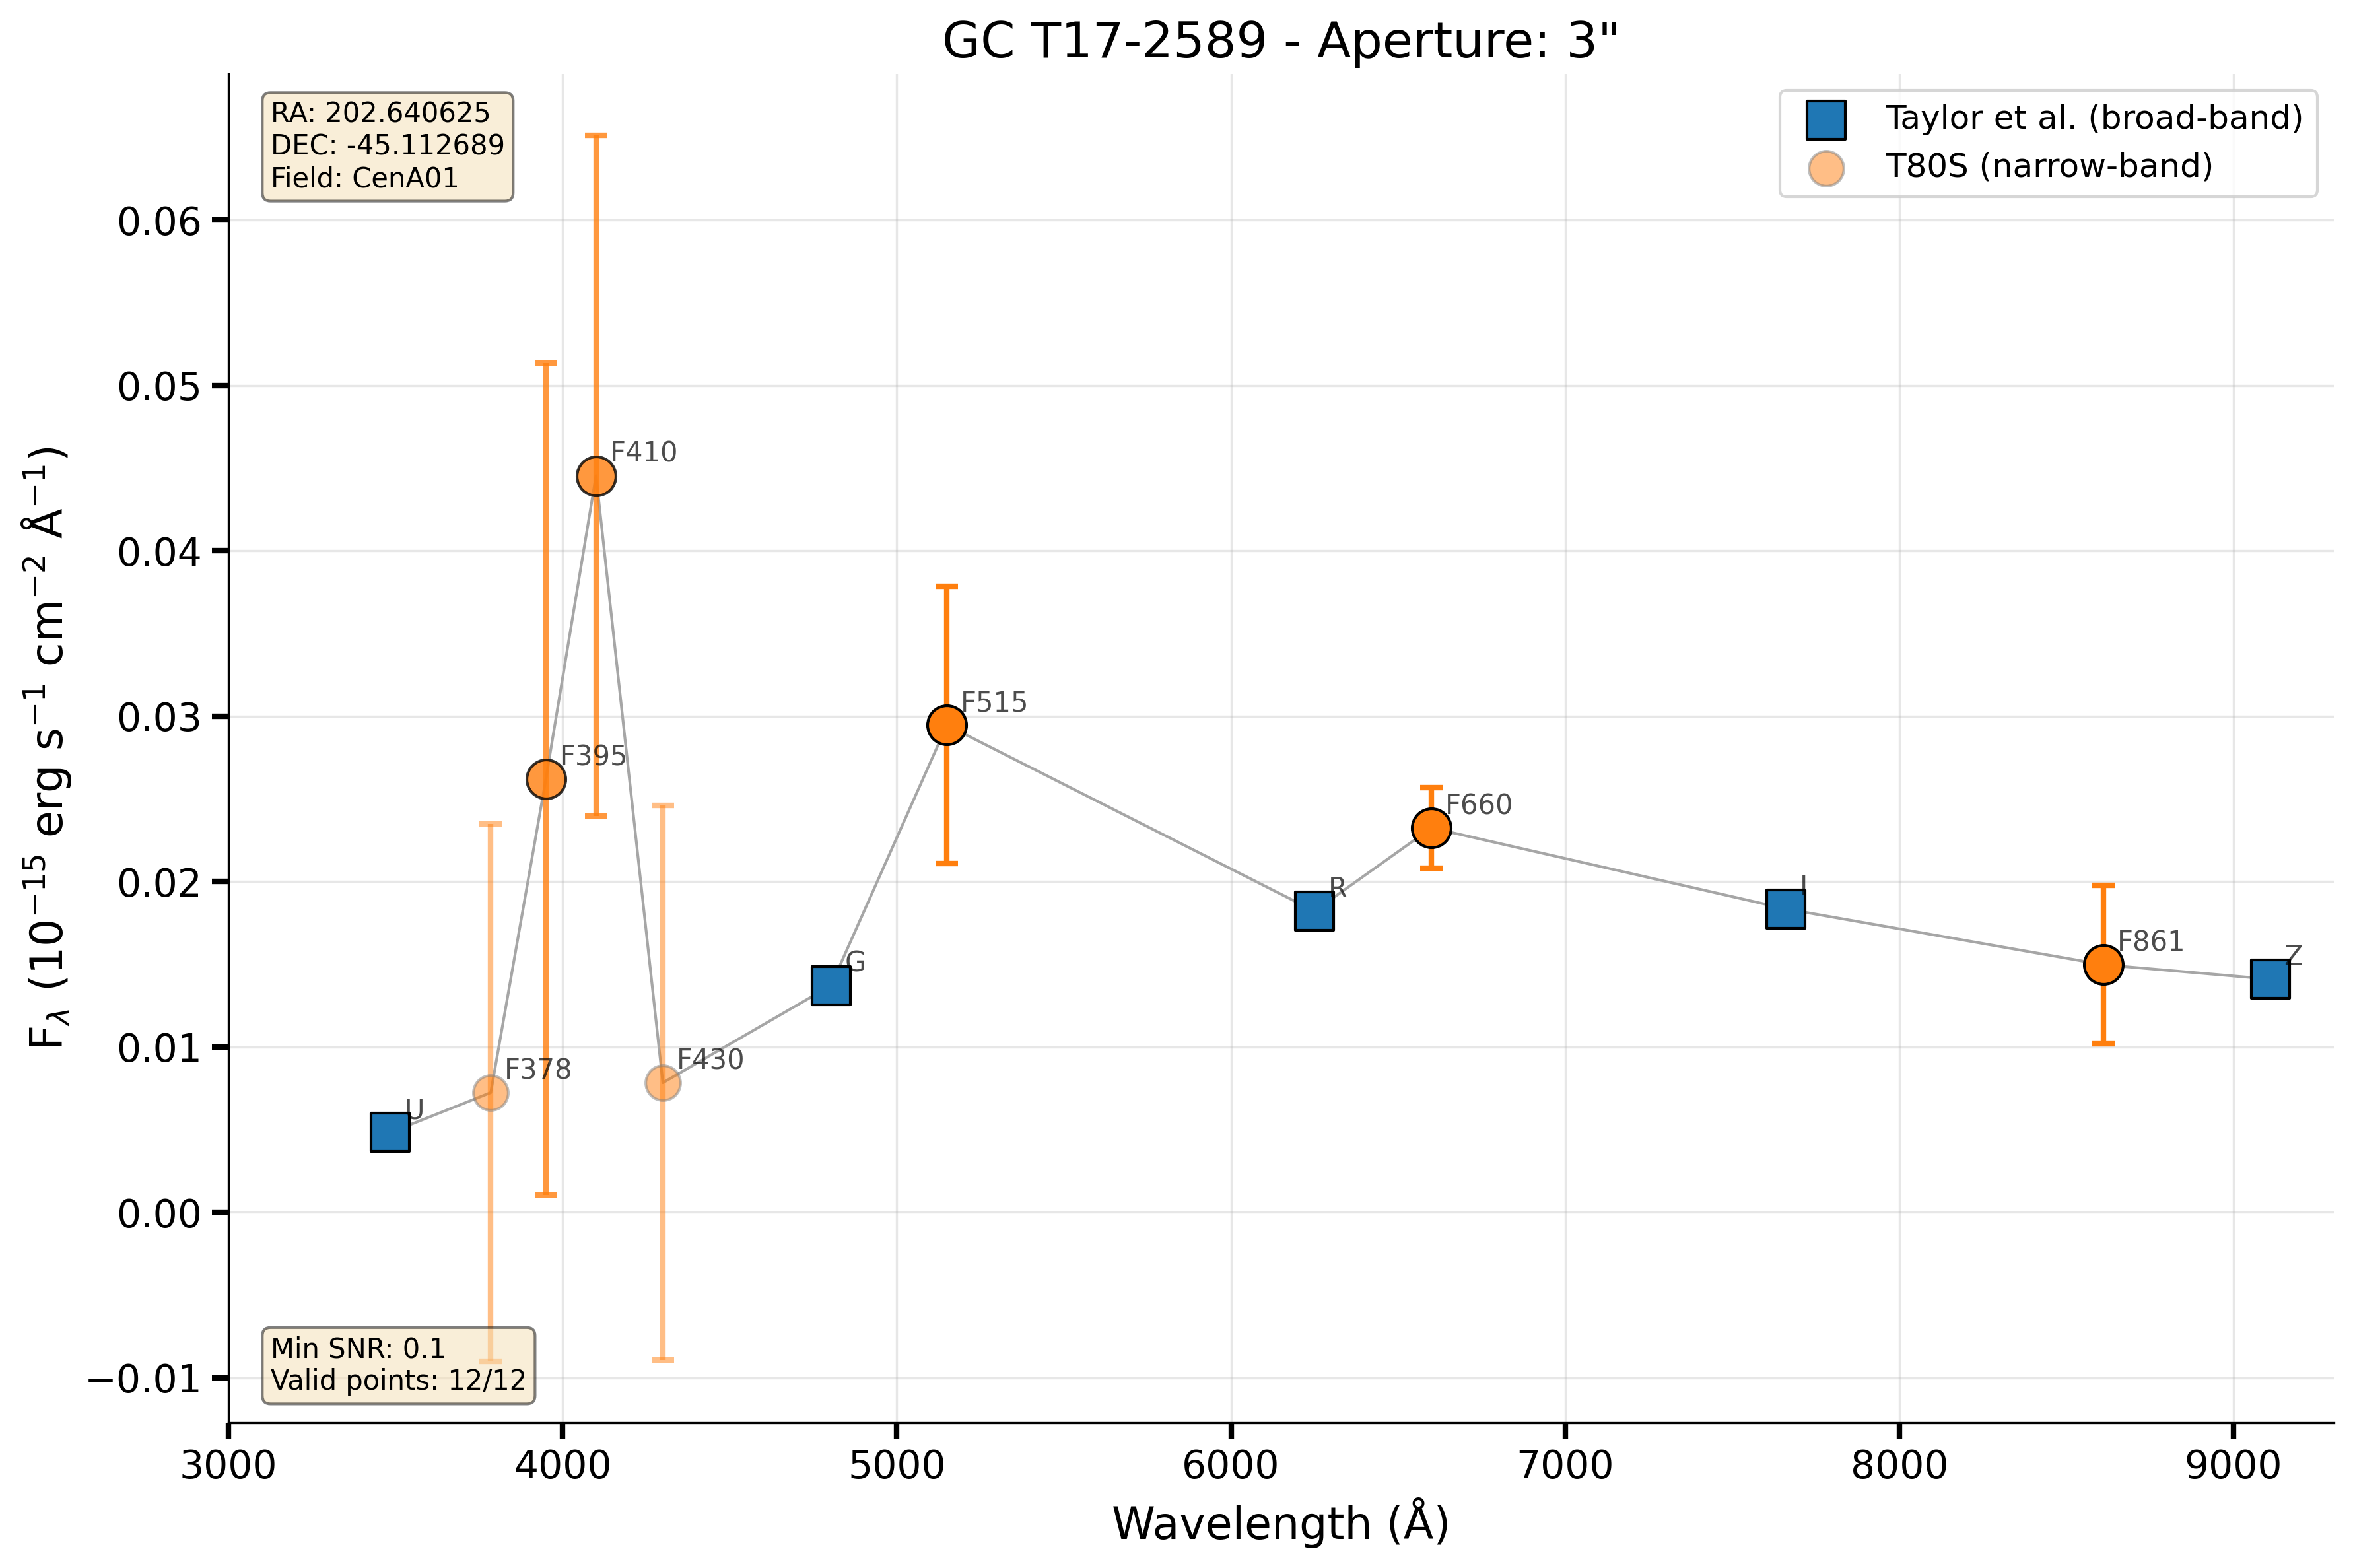 GC T17-2589 - Aperture: 3"
RA: 202.640625
DEC: -45.112689
Field: CenA01
Taylor et al. (broad-band)
T80S (narrow-band)
F_λ (10⁻¹⁵ erg s⁻¹ cm⁻² Å⁻¹)
0.06
0.05
0.04
0.03
0.02
0.01
0.00
−0.01
U
F378
F395
F410
F430
G
F515
R
F660
I
F861
Z
Min SNR: 0.1
Valid points: 12/12
3000 4000 5000 6000 7000 8000 9000
Wavelength (Å)